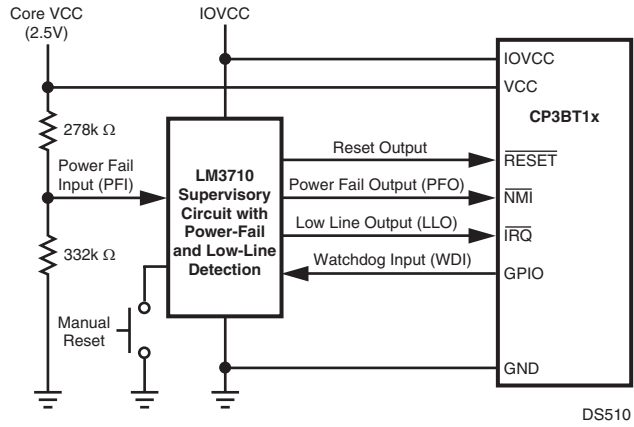 Core VCC
(2.5V)
IOVCC
IOVCC
VCC
CP3BT1x
278k Ω
Power Fail
Input (PFI)
332k Ω
LM3710
Supervisory
Circuit with
Power-Fail
and Low-Line
Detection
Reset Output
RESET
Power Fail Output (PFO)
NMI
Low Line Output (LLO)
IRQ
Watchdog Input (WDI)
GPIO
Manual
Reset
GND
DS510